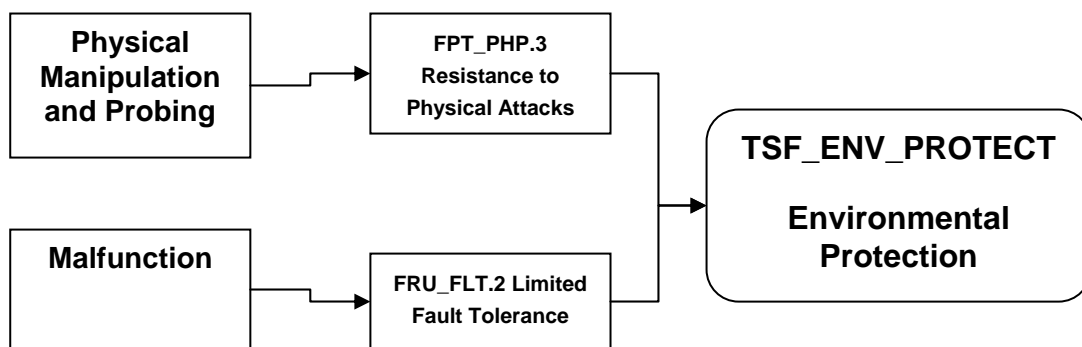 Physical
Manipulation
and Probing
FPT_PHP.3
Resistance to
Physical Attacks
TSF_ENV_PROTECT
Environmental
Protection
Malfunction
FRU_FLT.2 Limited
Fault Tolerance